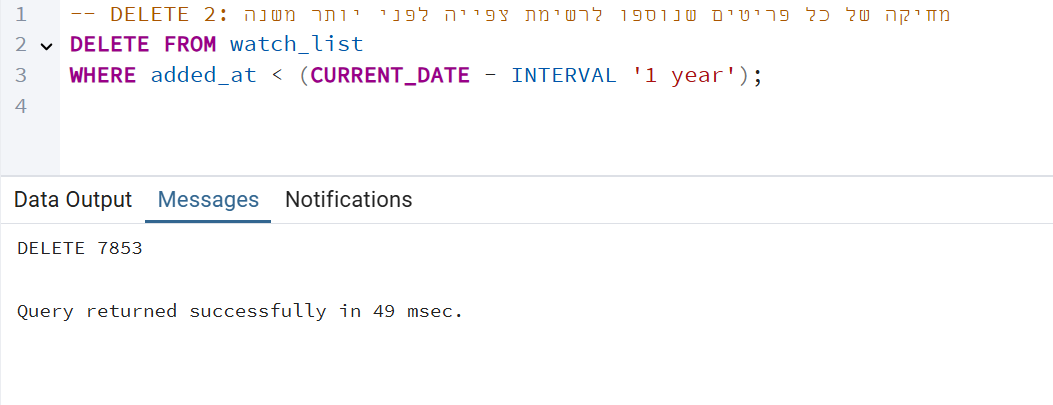 1 -- DELETE 2: מחיקה של כל פריטים שנוספו לרשימת צפייה לפני יותר משנה
2 DELETE FROM watch_list
3 WHERE added_at < (CURRENT_DATE - INTERVAL '1 year');
4
Data Output Messages Notifications
DELETE 7853
Query returned successfully in 49 msec.